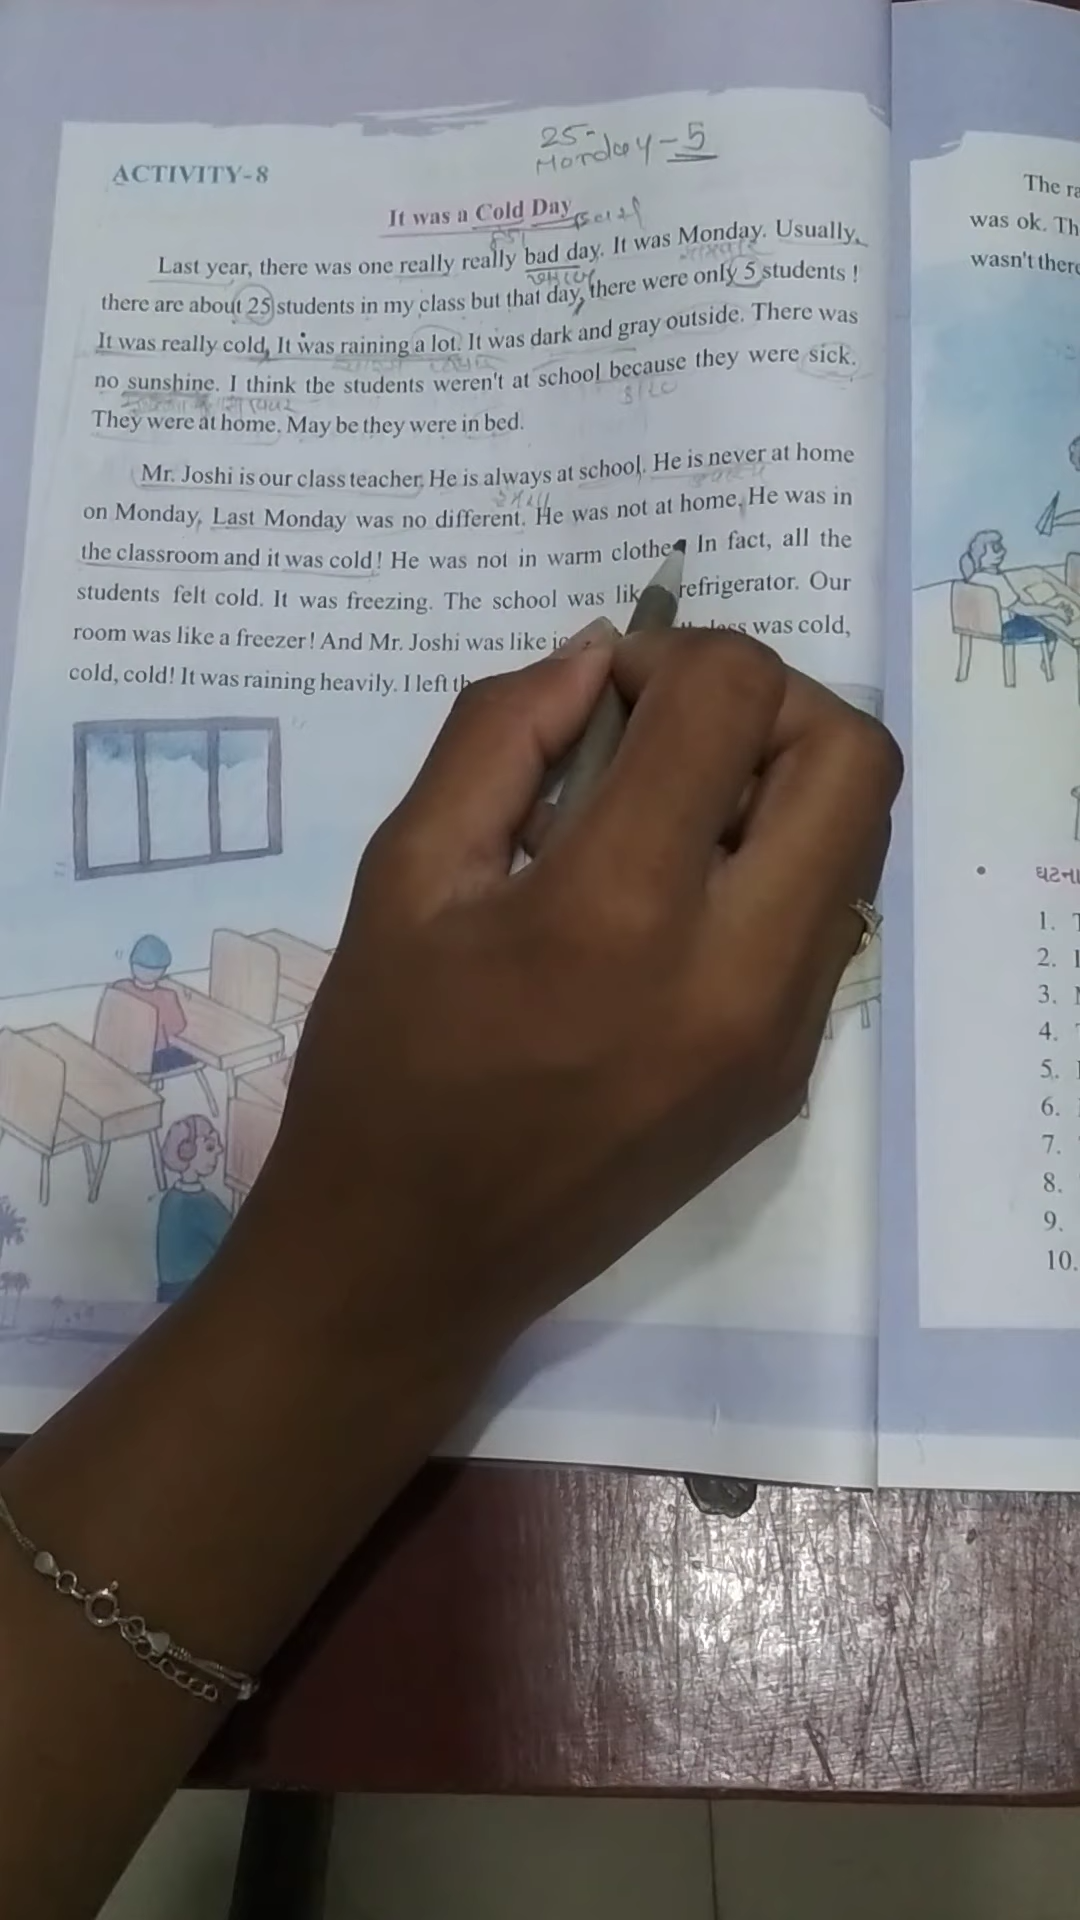 25-
Monday - 5
ACTIVITY-8
It was a Cold Day
Last year, there was one really really bad day. It was Monday. Usually,
there are about 25 students in my class but that day, there were only 5 students !
It was really cold, It was raining a lot. It was dark and gray outside. There was
no sunshine. I think the students weren't at school because they were sick.
They were at home. May be they were in bed.
Mr. Joshi is our class teacher. He is always at school. He is never at home
on Monday, Last Monday was no different. He was not at home. He was in
the classroom and it was cold! He was not in warm clothe In fact, all the
students felt cold. It was freezing. The school was lik refrigerator. Our
room was like a freezer! And Mr. Joshi was like was cold,
cold, cold! It was raining heavily. I left
The ra
was ok. Th
wasn't there
• ઘટના
1. T
2.
3.
4.
5.
6.
7.
8.
9.
10.